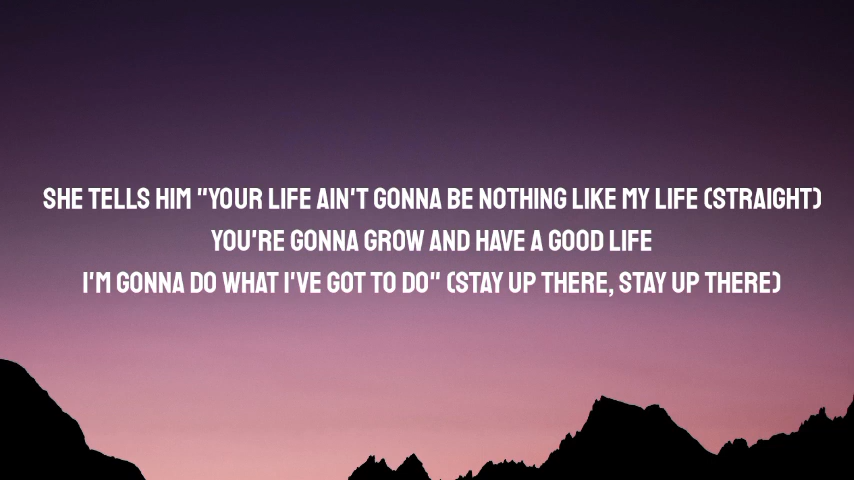 SHE TELLS HIM "YOUR LIFE AIN'T GONNA BE NOTHING LIKE MY LIFE (STRAIGHT)
YOU'RE GONNA GROW AND HAVE A GOOD LIFE
I'M GONNA DO WHAT I'VE GOT TO DO" (STAY UP THERE, STAY UP THERE)